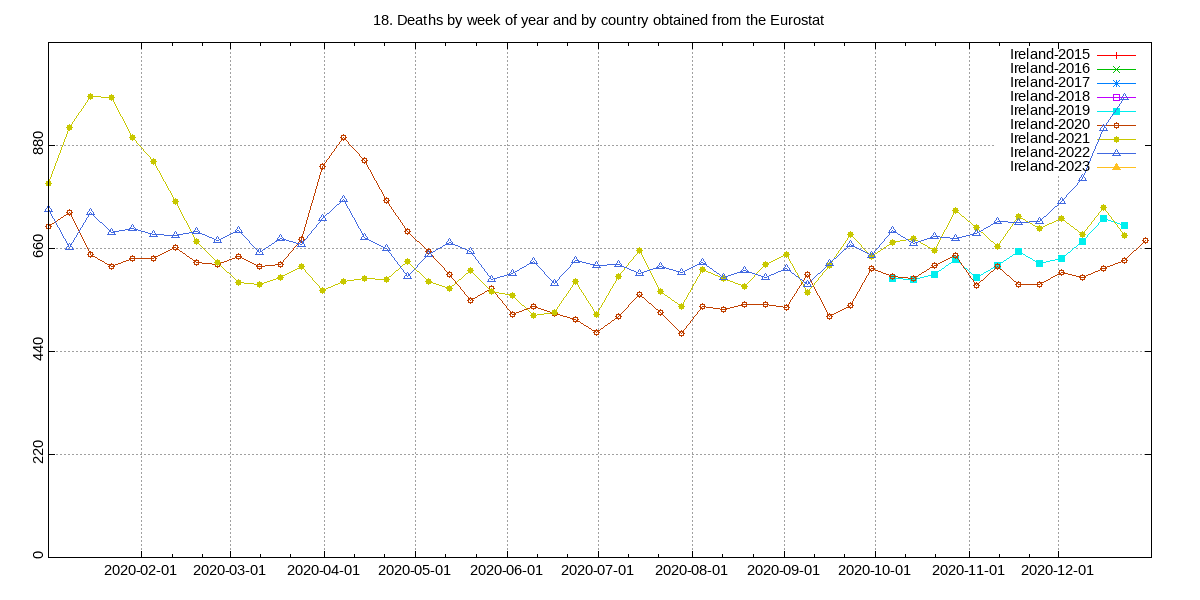 18. Deaths by week of year and by country obtained from the Eurostat
Ireland-2015
Ireland-2016
Ireland-2017
Ireland-2018
Ireland-2019
Ireland-2020
Ireland-2021
Ireland-2022
Ireland-2023
880
660
440
220
0
2020-02-01 2020-03-01 2020-04-01 2020-05-01 2020-06-01 2020-07-01 2020-08-01 2020-09-01 2020-10-01 2020-11-01 2020-12-01